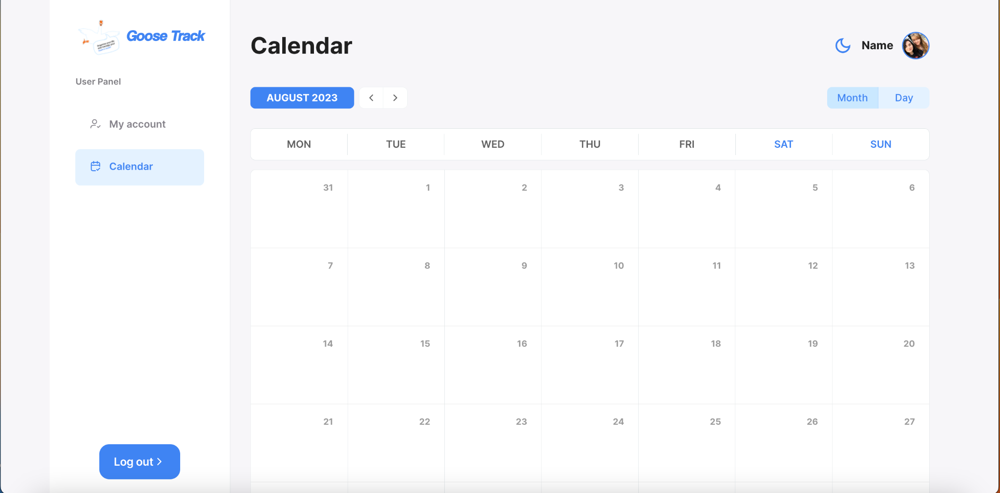 Goose Track
User Panel
My account
Calendar
Log out
Calendar
Name
AUGUST 2023
Month
Day
MON TUE WED THU FRI SAT SUN
31 1 2 3 4 5 6
7 8 9 10 11 12 13
14 15 16 17 18 19 20
21 22 23 24 25 26 27